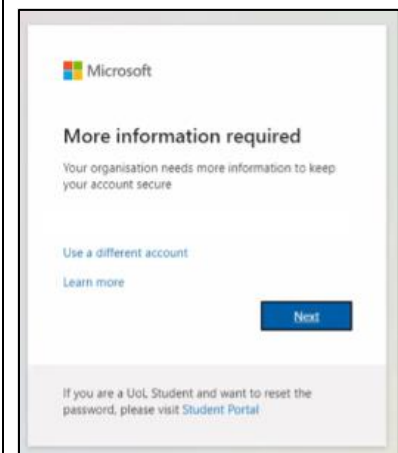 Microsoft
More information required
Your organisation needs more information to keep
your account secure
Use a different account
Learn more
Next
If you are a UoL Student and want to reset the
password, please visit Student Portal